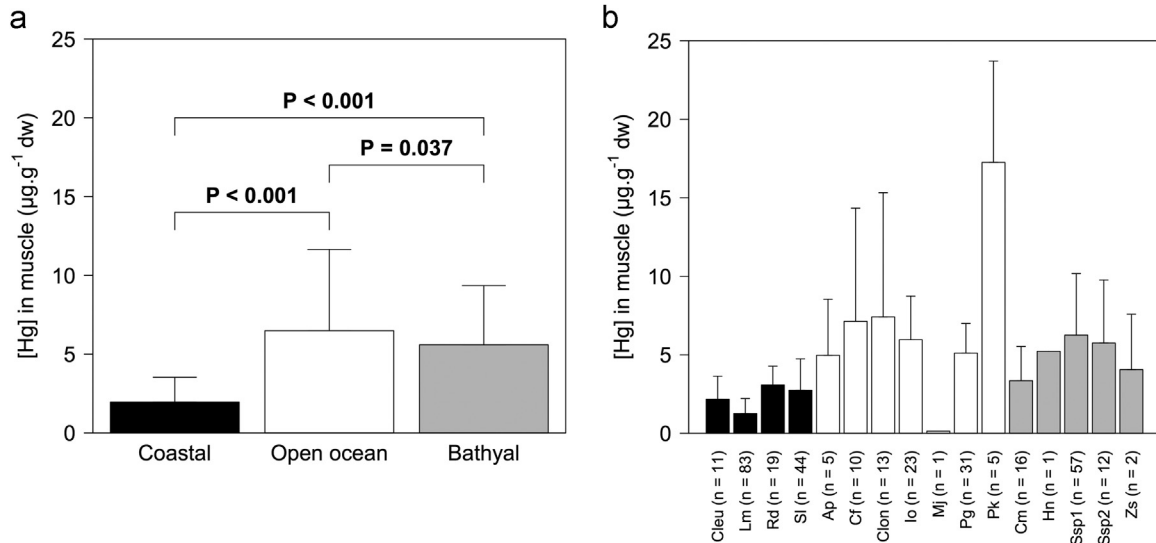 a
25
20
15
10
5
0
[Hg] in muscle (µg.g⁻¹ dw)
P < 0.001
P = 0.037
P < 0.001
Coastal
Open ocean
Bathyal
b
25
20
15
10
5
0
[Hg] in muscle (µg.g⁻¹ dw)
Cleu (n = 11)
Lm (n = 83)
Rd (n = 19)
Sl (n = 44)
Ap (n = 5)
Cf (n = 10)
Clon (n = 13)
Io (n = 23)
Mj (n = 1)
Pg (n = 31)
Pk (n = 5)
Cm (n = 16)
Hn (n = 1)
Ssp1 (n = 57)
Ssp2 (n = 12)
Zs (n = 2)